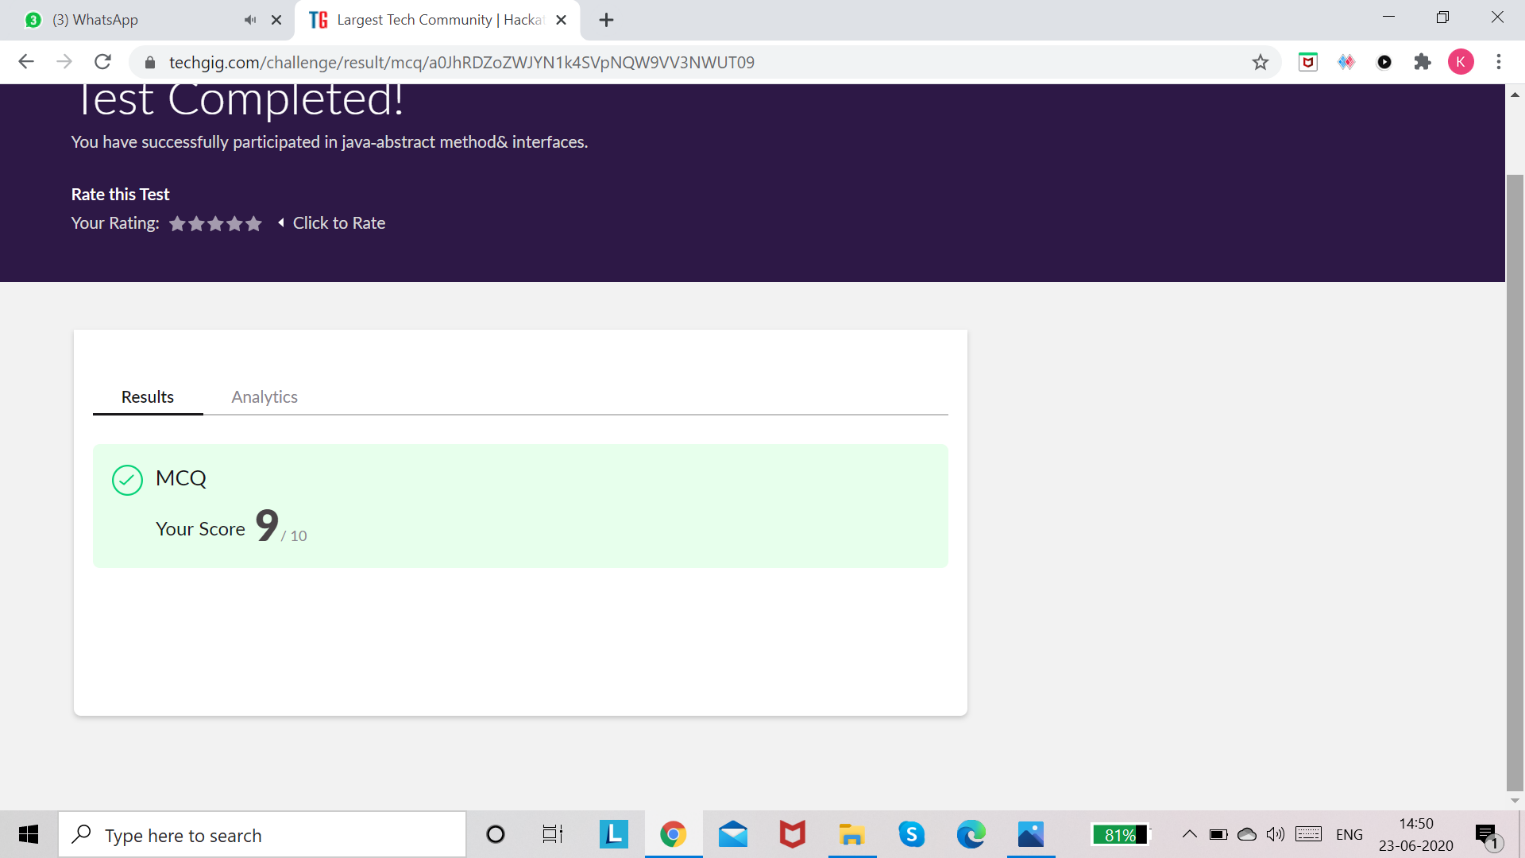 (3) WhatsApp
TG Largest Tech Community | Hacka
techgig.com/challenge/result/mcq/a0JhRDZoZWJYN1k4SVpNQW9VV3NWUT09
K
Test Completed!
You have successfully participated in java-abstract method& interfaces.
Rate this Test
Your Rating: Click to Rate
Results Analytics
MCQ
Your Score 9 / 10
Type here to search
L
S
81%
ENG
14:50
23-06-2020
1